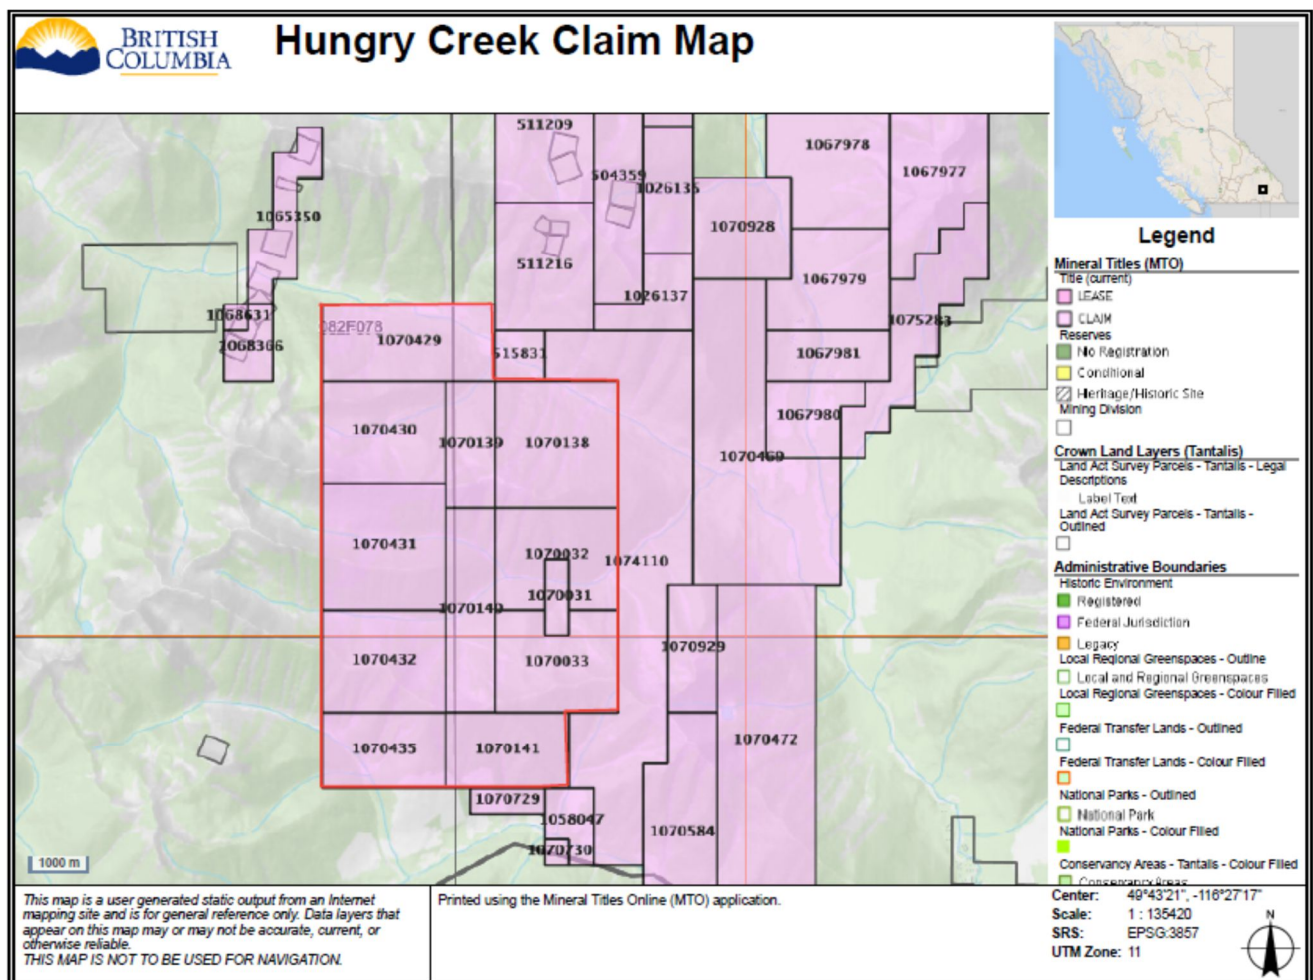 BRITISH
COLUMBIA
Hungry Creek Claim Map
511209
1067978
504359
1067977
1026135
1065350
1070928
511216
1067979
1026137
1068631
082F078
1075283
1070429
1068366
515831
1067981
1067980
1070430
1070139
1070138
1070469
1070431
1070032
1074110
1070031
1070140
1070432
1070033
1070929
1070435
1070141
1070472
1070729
1058047
1070584
1070730
1000 m
Legend
Mineral Titles (MTO)
Title (current)
LEASE
CLAIM
Reserves
No Registration
Conditional
Heritage/Historic Site
Mining Division
Crown Land Layers (Tantalis)
Land Act Survey Parcels - Tantalis - Legal
Descriptions
Label Text
Land Act Survey Parcels - Tantalis -
Outlined
Administrative Boundaries
Historic Environment
Registered
Federal Jurisdiction
Legacy
Local Regional Greenspaces - Outline
Local and Regional Greenspaces
Local Regional Greenspaces - Colour Filled
Federal Transfer Lands - Outlined
Federal Transfer Lands - Colour Filled
National Parks - Outlined
National Park
National Parks - Colour Filled
Conservancy Areas - Tantalis - Colour Filled
Conservancy Areas
This map is a user generated static output from an Internet
mapping site and is for general reference only. Data layers that
appear on this map may or may not be accurate, current, or
otherwise reliable.
THIS MAP IS NOT TO BE USED FOR NAVIGATION.
Printed using the Mineral Titles Online (MTO) application.
Center: 49°43'21", -116°27'17"
Scale: 1 : 135420
SRS: EPSG:3857
UTM Zone: 11
N